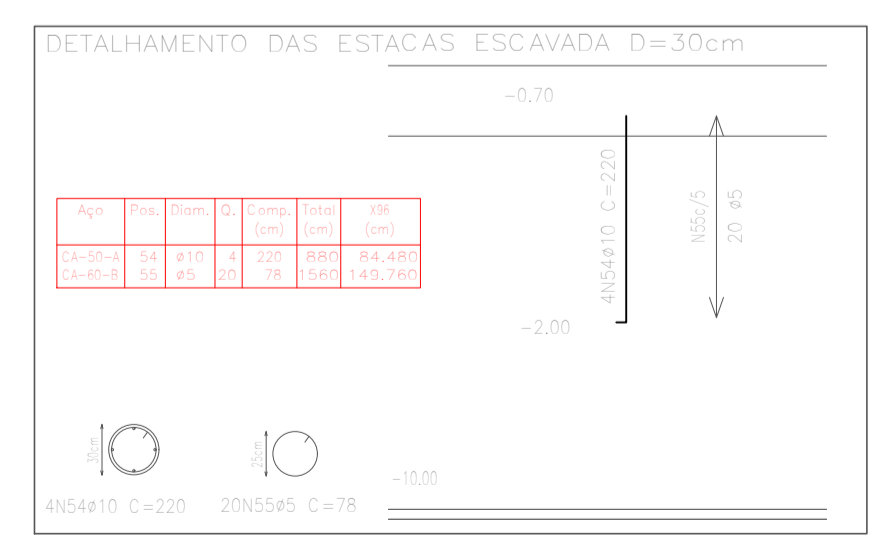 DETALHAMENTO DAS ESTACAS ESCAVADA D=30cm
-0.70
4N54ø10 C=220
N55c/5
20 ø5
Aço Pos. Diam. Q. Comp. (cm) Total (cm) X96 (cm)
CA-50-A 54 ø10 4 220 880 84.480
CA-60-B 55 ø5 20 78 1560 149.760
-2.00
30cm
25cm
-10.00
4N54ø10 C=220
20N55ø5 C=78